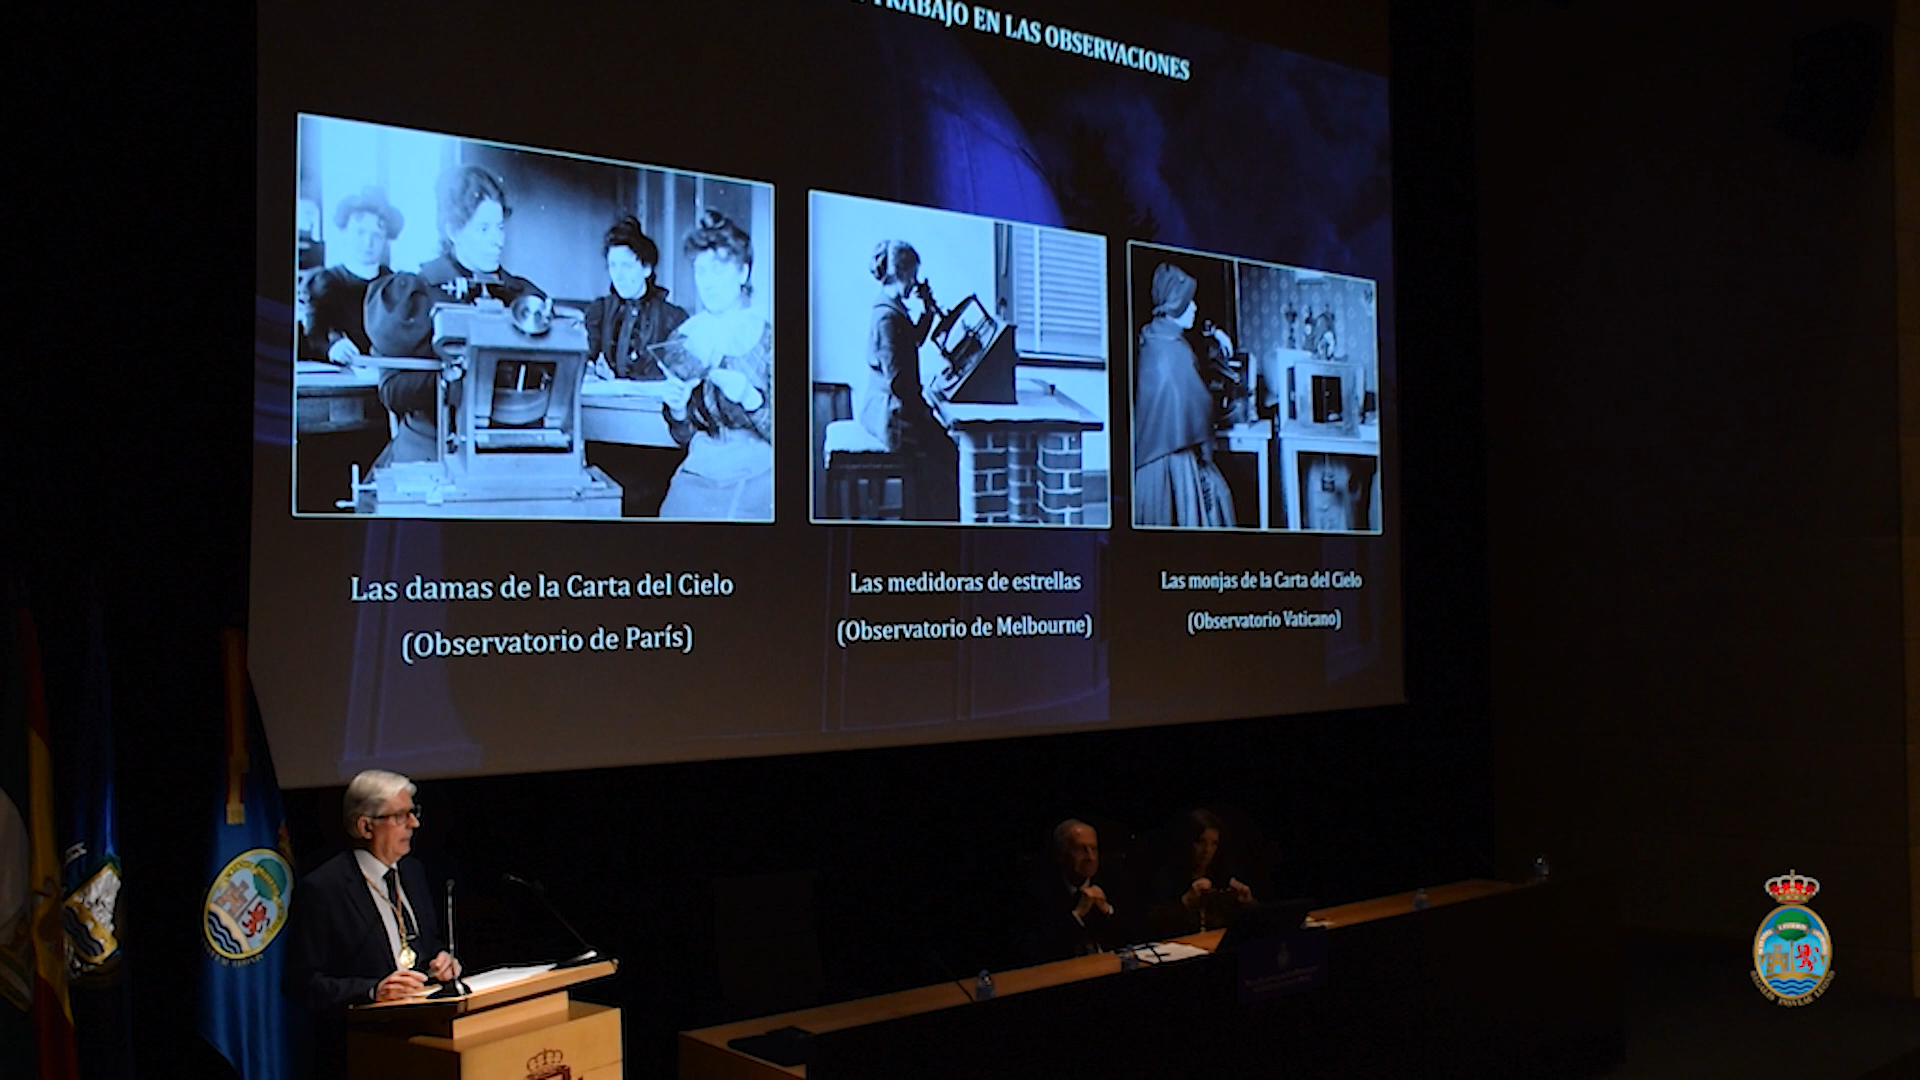 TRABAJO EN LAS OBSERVACIONES
Las damas de la Carta del Cielo
(Observatorio de París)
Las medidoras de estrellas
(Observatorio de Melbourne)
Las monjas de la Carta del Cielo
(Observatorio Vaticano)